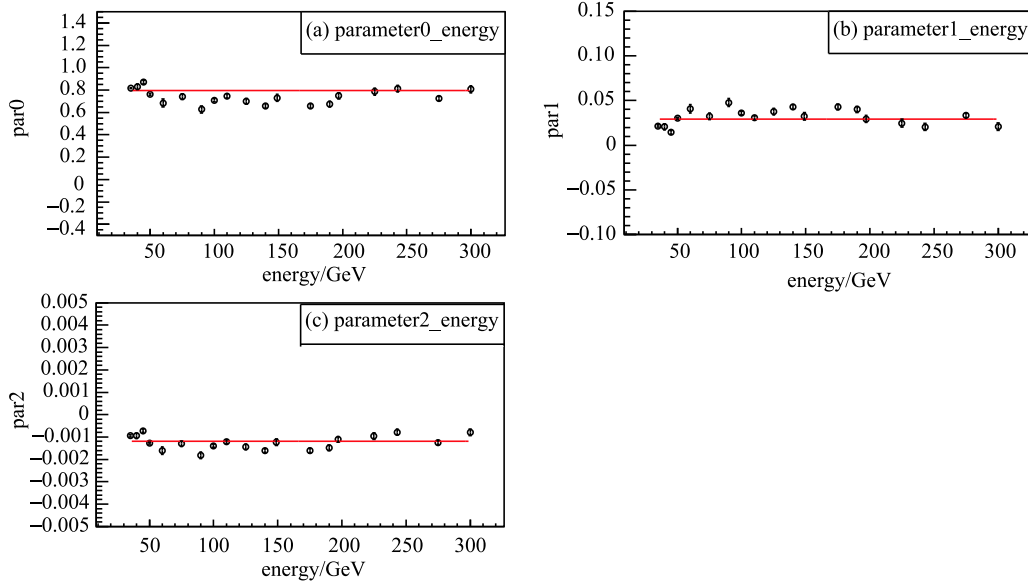 1.4
1.2
1.0
0.8
0.6
0.4
0.2
0
−0.2
−0.4
par0
(a) parameter0_energy
50 100 150 200 250 300
energy/GeV
0.15
0.10
0.05
0
−0.05
−0.10
par1
(b) parameter1_energy
50 100 150 200 250 300
energy/GeV
0.005
0.004
0.003
0.002
0.001
0
−0.001
−0.002
−0.003
−0.004
−0.005
par2
(c) parameter2_energy
50 100 150 200 250 300
energy/GeV